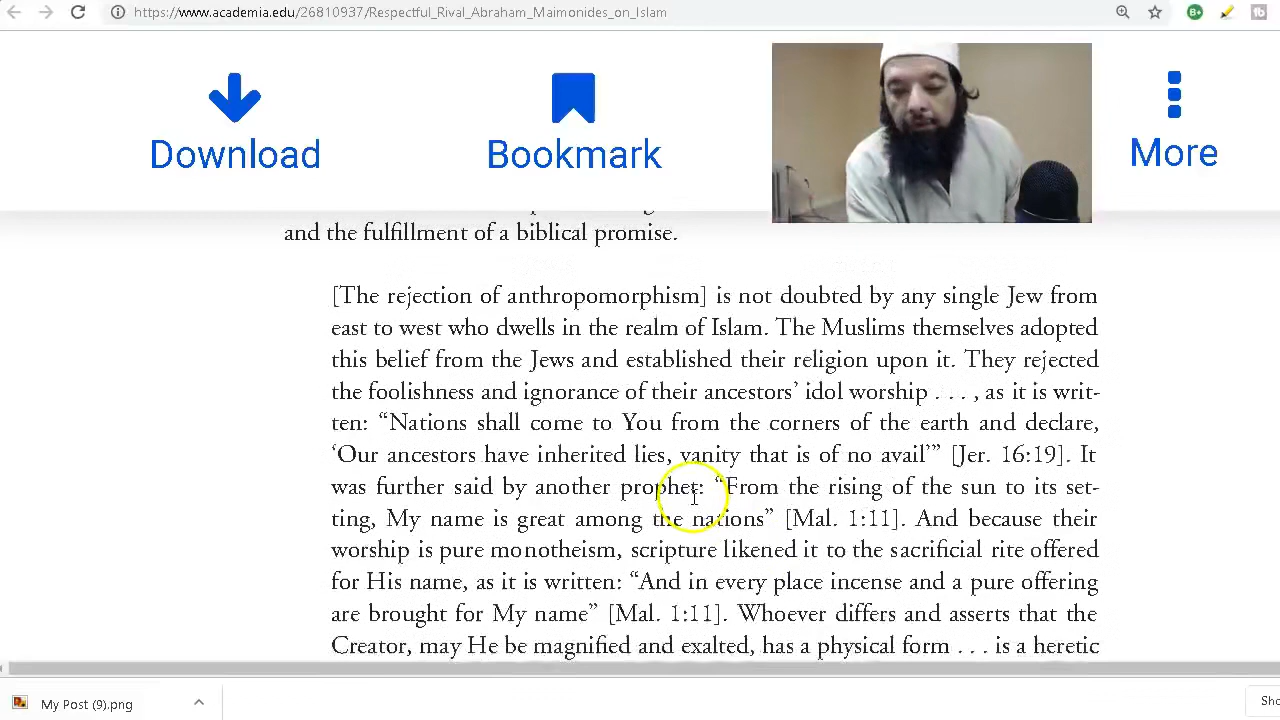 https://www.academia.edu/26810937/Respectful_Rival_Abraham_Maimonides_on_Islam
Download
Bookmark
More
and the fulfillment of a biblical promise.
[The rejection of anthropomorphism] is not doubted by any single Jew from
east to west who dwells in the realm of Islam. The Muslims themselves adopted
this belief from the Jews and established their religion upon it. They rejected
the foolishness and ignorance of their ancestors’ idol worship . . . , as it is writ-
ten: “Nations shall come to You from the corners of the earth and declare,
‘Our ancestors have inherited lies, vanity that is of no avail’” [Jer. 16:19]. It
was further said by another prophet: “From the rising of the sun to its set-
ting, My name is great among the nations” [Mal. 1:11]. And because their
worship is pure monotheism, scripture likened it to the sacrificial rite offered
for His name, as it is written: “And in every place incense and a pure offering
are brought for My name” [Mal. 1:11]. Whoever differs and asserts that the
Creator, may He be magnified and exalted, has a physical form . . . is a heretic
My Post (9).png